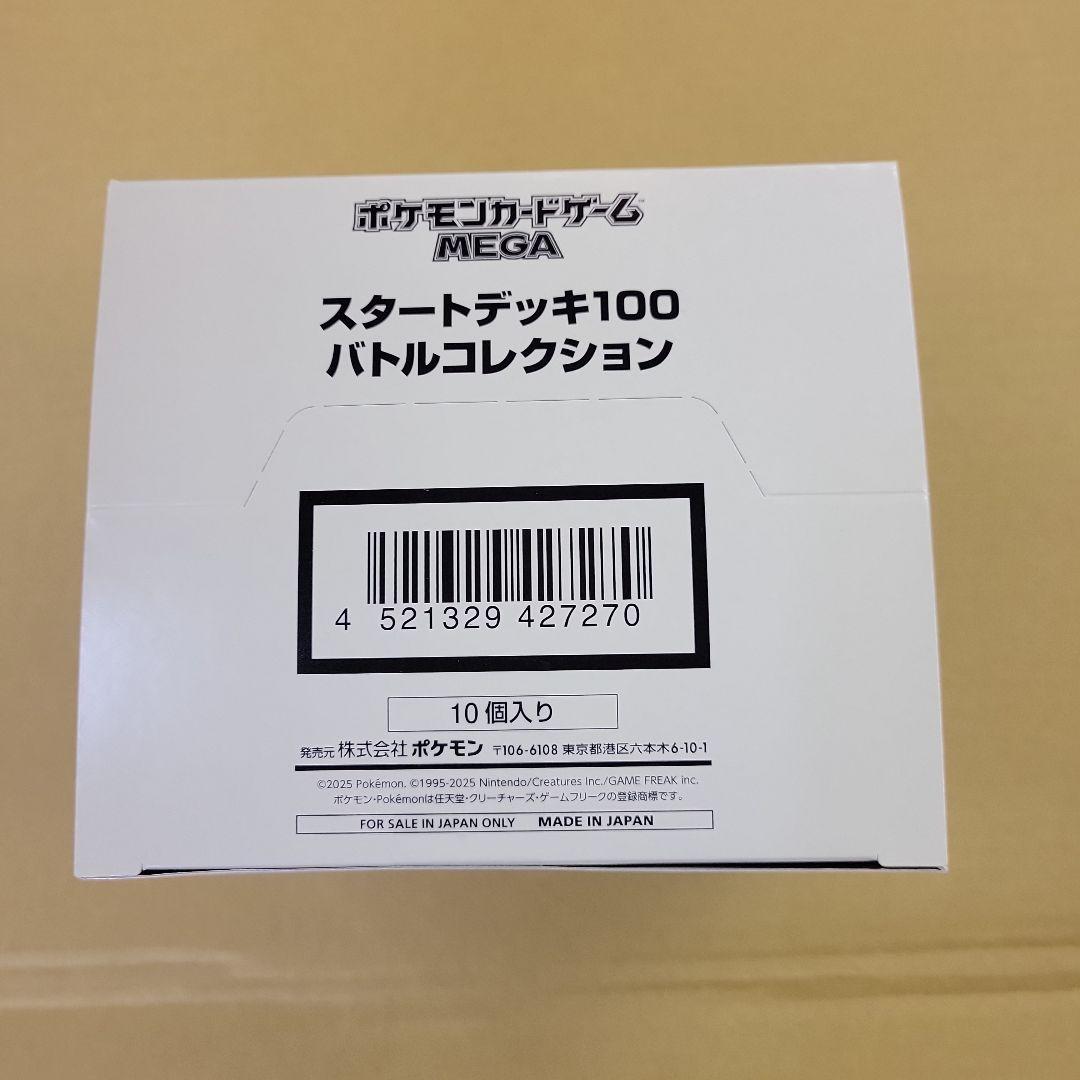 ポケモンカードゲーム™
MEGA
スタートデッキ100
バトルコレクション
4 521329 427270
10個入り
発売元 株式会社 ポケモン 〒106-6108 東京都港区六本木6-10-1
©2025 Pokémon. ©1995-2025 Nintendo/Creatures Inc./GAME FREAK inc.
ポケモン・Pokémonは任天堂・クリーチャーズ・ゲームフリークの登録商標です。
FOR SALE IN JAPAN ONLY MADE IN JAPAN